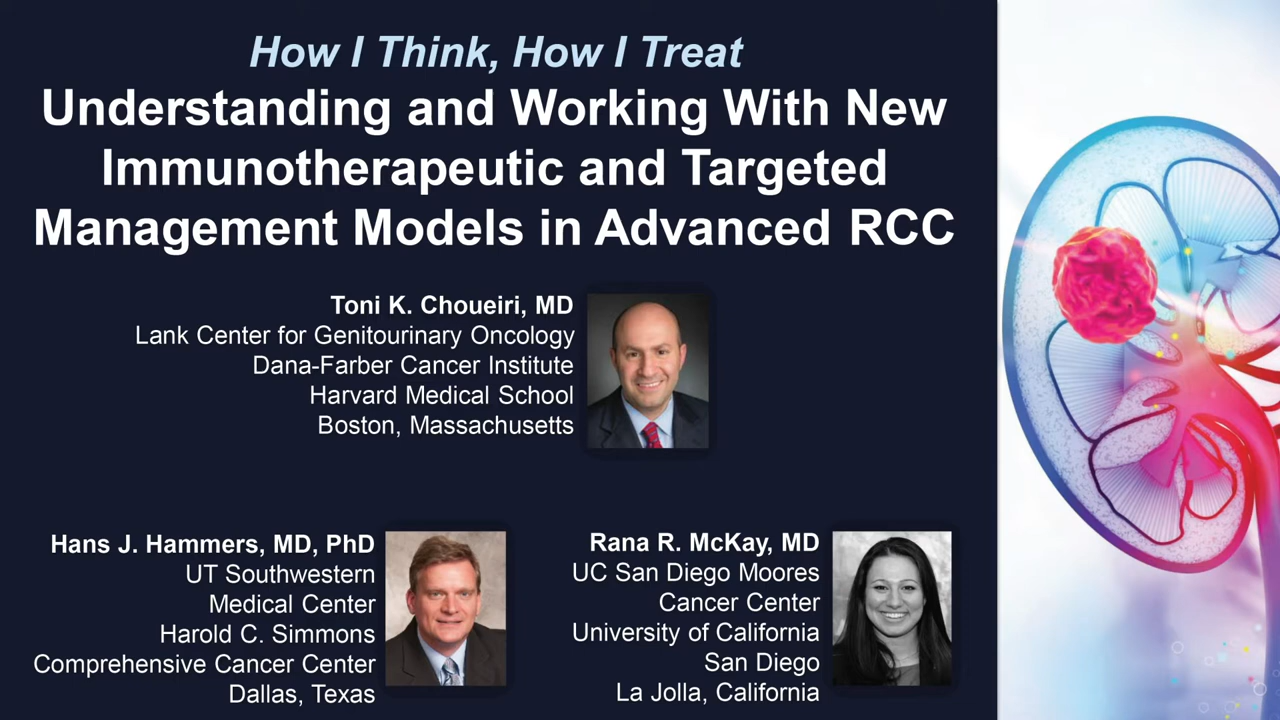 How I Think, How I Treat
Understanding and Working With New
Immunotherapeutic and Targeted
Management Models in Advanced RCC
Toni K. Choueiri, MD
Lank Center for Genitourinary Oncology
Dana-Farber Cancer Institute
Harvard Medical School
Boston, Massachusetts
Hans J. Hammers, MD, PhD
UT Southwestern
Medical Center
Harold C. Simmons
Comprehensive Cancer Center
Dallas, Texas
Rana R. McKay, MD
UC San Diego Moores
Cancer Center
University of California
San Diego
La Jolla, California